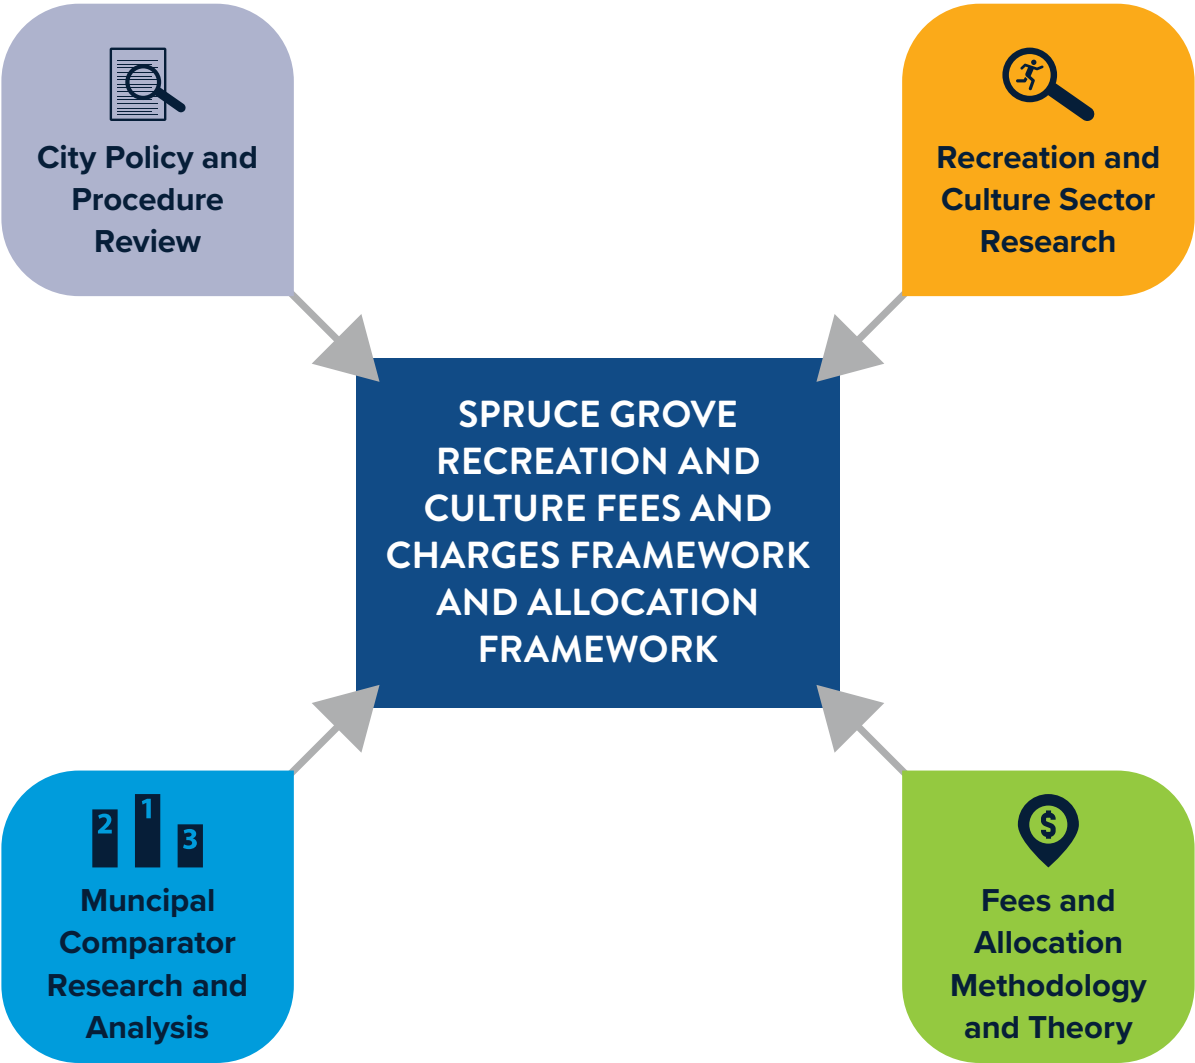 City Policy and
Procedure
Review
Recreation and
Culture Sector
Research
SPRUCE GROVE
RECREATION AND
CULTURE FEES AND
CHARGES FRAMEWORK
AND ALLOCATION
FRAMEWORK
2 1 3
Muncipal
Comparator
Research and
Analysis
$
Fees and
Allocation
Methodology
and Theory